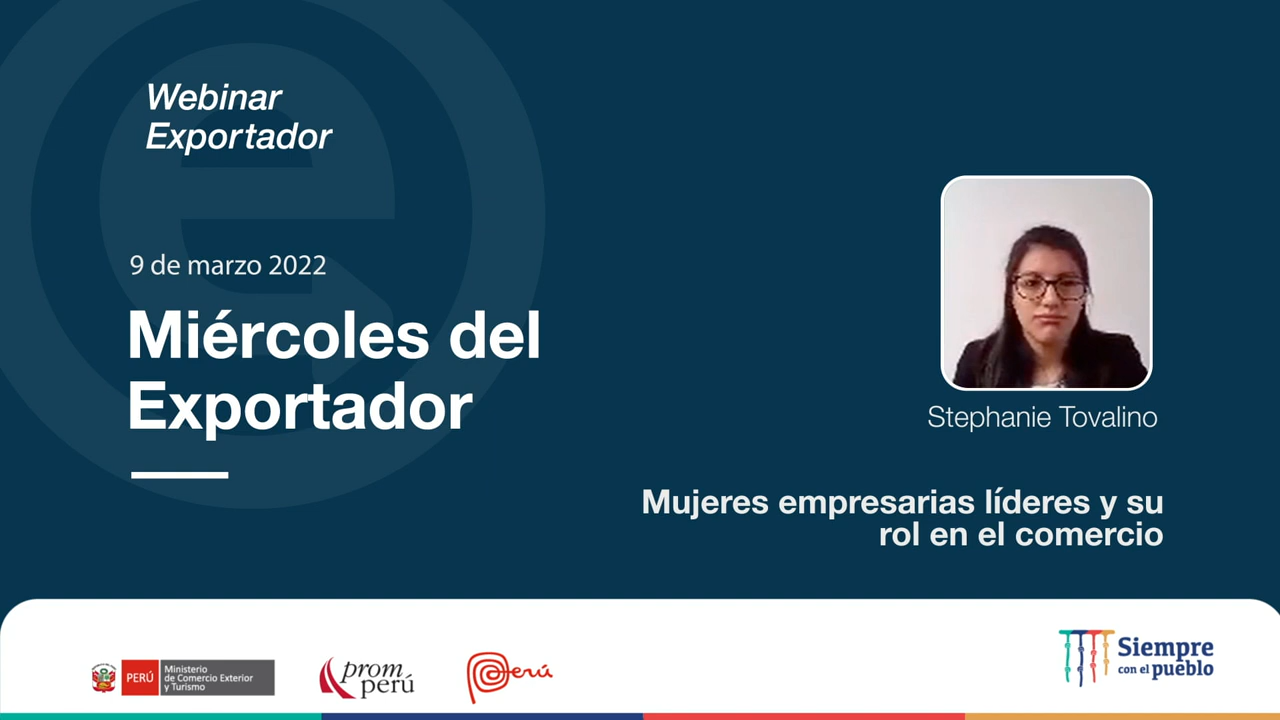 Webinar
Exportador
9 de marzo 2022
Miércoles del
Exportador
Stephanie Tovalino
Mujeres empresarias líderes y su
rol en el comercio
PERÚ
Ministerio
de Comercio Exterior
y Turismo
prom
perú
Perú
Siempre
con el pueblo